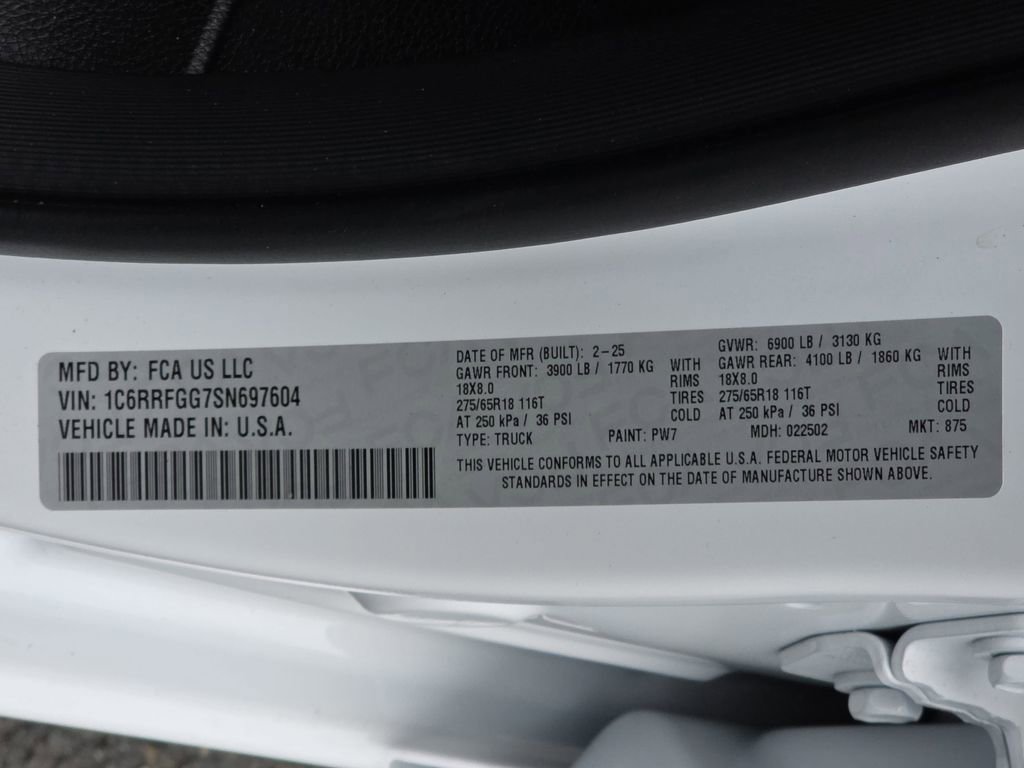 MFD BY: FCA US LLC
VIN: 1C6RRFGG7SN697604
VEHICLE MADE IN: U.S.A.
DATE OF MFR (BUILT): 2-25
GAWR FRONT: 3900 LB / 1770 KG WITH
18X8.0 RIMS
275/65R18 116T TIRES
AT 250 kPa / 36 PSI COLD
GVWR: 6900 LB / 3130 KG
GAWR REAR: 4100 LB / 1860 KG WITH
18X8.0 RIMS
275/65R18 116T TIRES
AT 250 kPa / 36 PSI COLD
TYPE: TRUCK PAINT: PW7 MDH: 022502 MKT: 875
THIS VEHICLE CONFORMS TO ALL APPLICABLE U.S.A. FEDERAL MOTOR VEHICLE SAFETY
STANDARDS IN EFFECT ON THE DATE OF MANUFACTURE SHOWN ABOVE.